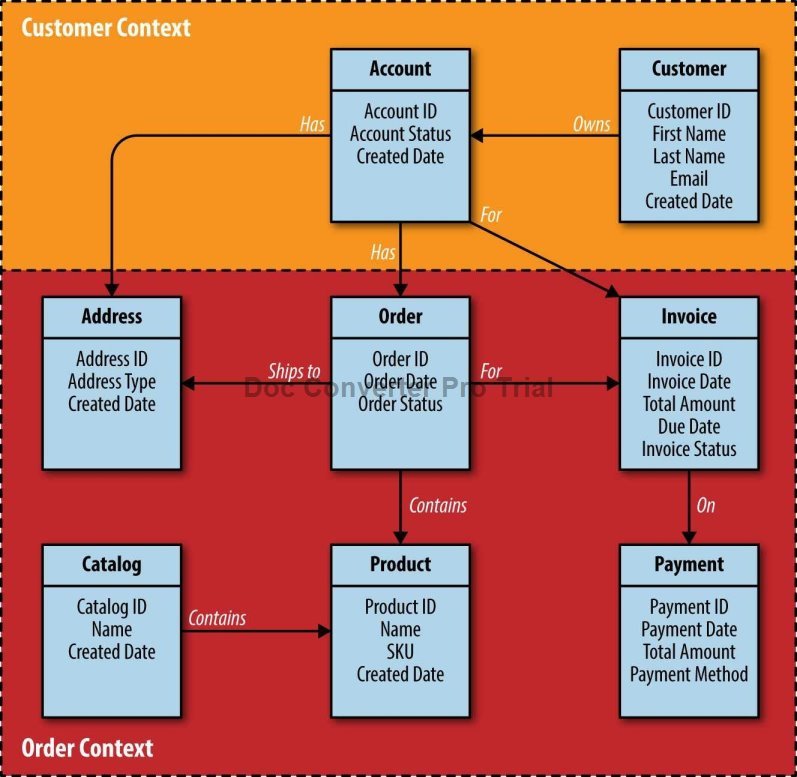 Customer Context
Account
Account ID
Account Status
Created Date
Customer
Customer ID
First Name
Last Name
Email
Created Date
Has
Owns
For
Has
Address
Address ID
Address Type
Created Date
Order
Order ID
Order Date
Order Status
Invoice
Invoice ID
Invoice Date
Total Amount
Due Date
Invoice Status
Ships to
For
Doc Converter Pro Trial
Contains
On
Catalog
Catalog ID
Name
Created Date
Contains
Product
Product ID
Name
SKU
Created Date
Payment
Payment ID
Payment Date
Total Amount
Payment Method
Order Context